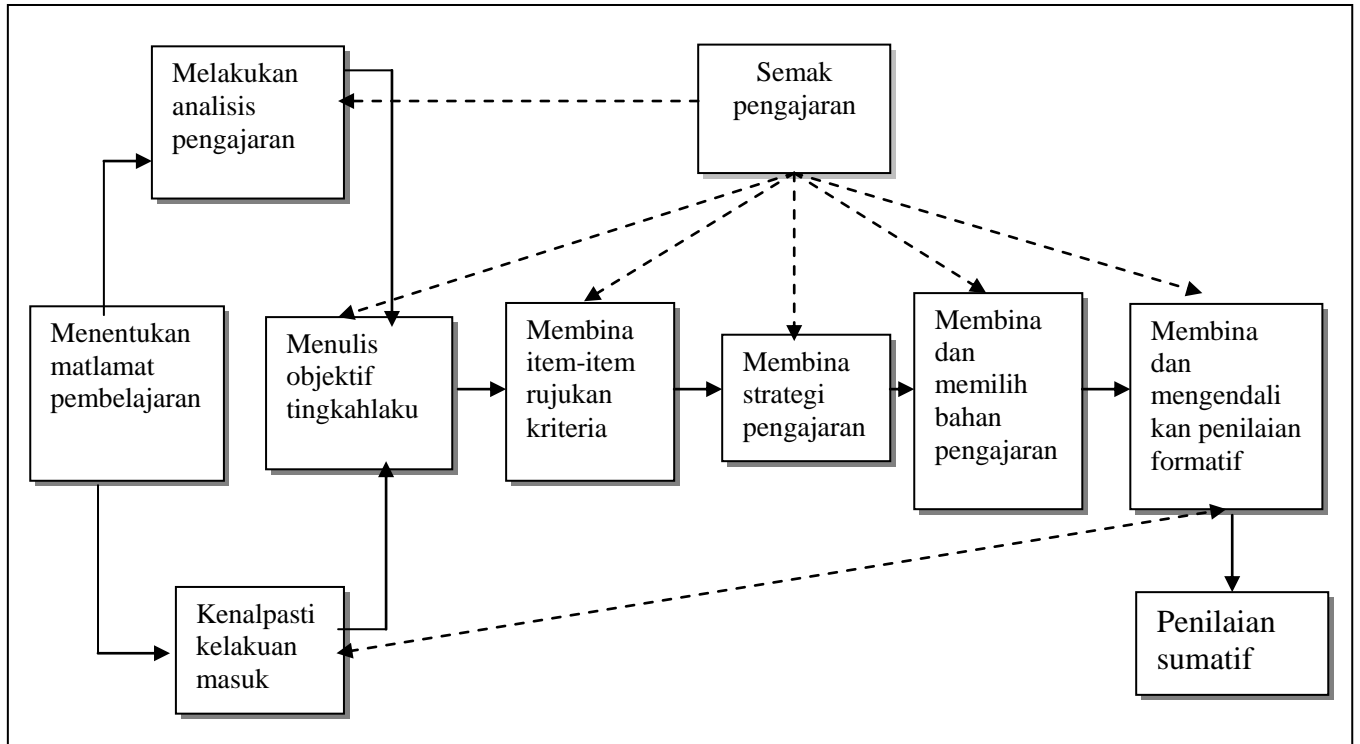 Melakukan
analisis
pengajaran
Semak
pengajaran
Menentukan
matlamat
pembelajaran
Menulis
objektif
tingkahlaku
Membina
item-item
rujukan
kriteria
Membina
strategi
pengajaran
Membina
dan
memilih
bahan
pengajaran
Membina
dan
mengendali
kan penilaian
formatif
Kenalpasti
kelakuan
masuk
Penilaian
sumatif